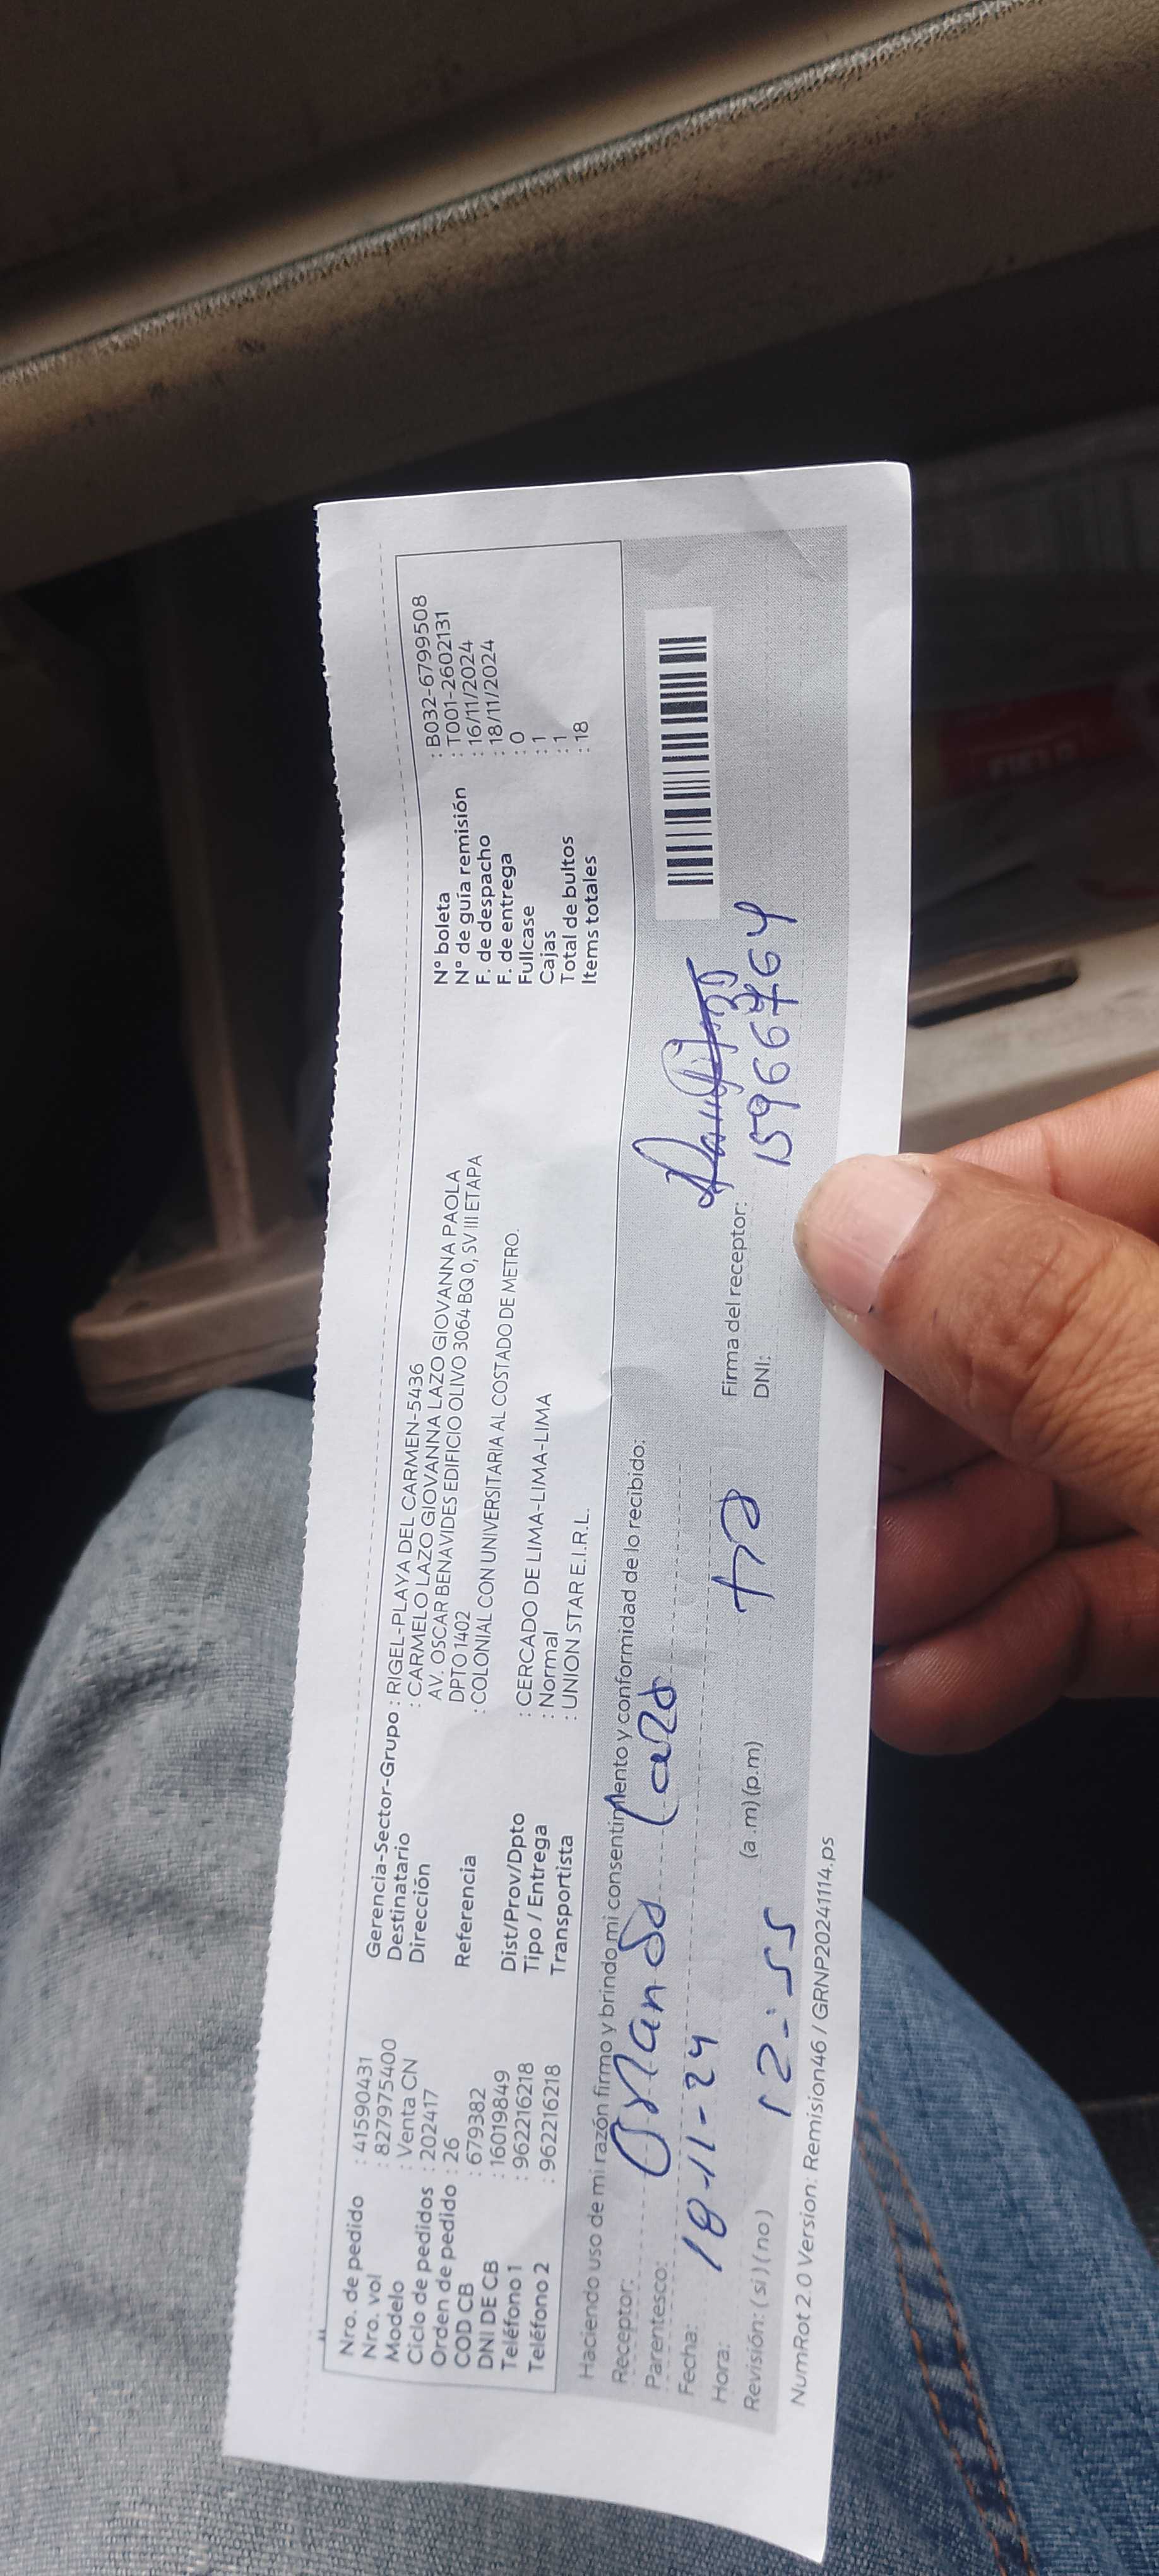 Nro. de pedido : 41590431
Nro. vol : 827975400
Modelo : Venta CN
Ciclo de pedidos : 202417
Orden de pedido : 26
COD CB : 679382
DNI DE CB : 16019849
Teléfono 1 : 962216218
Teléfono 2 : 962216218
Gerencia-Sector-Grupo : RIGEL-PLAYA DEL CARMEN-5436
Destinatario : CARMELO LAZO GIOVANNA LAZO GIOVANNA PAOLA
Dirección AV. OSCAR BENAVIDES EDIFICIO OLIVO 3064 BQ 0, SV III ETAPA
DPTO 1402
Referencia : COLONIAL CON UNIVERSITARIA AL COSTADO DE METRO.
Dist/Prov/Dpto : CERCADO DE LIMA-LIMA-LIMA
Tipo / Entrega : Normal
Transportista : UNION STAR E.I.R.L.
N° boleta : B032-6799508
N° de guía remisión : T001-2602131
F. de despacho : 16/11/2024
F. de entrega : 18/11/2024
Fullcase : 0
Cajas : 1
Total de bultos : 1
Items totales : 18
Haciendo uso de mi razón firmo y brindo mi consentimiento y conformidad de lo recibido:
Receptor: Orlando Lazo
Parentesco:
Fecha: 18-11-24
Hora: 12:55 (a.m) (p.m)
Revisión: ( si ) ( no )
Firma del receptor:
DNI: 15966764
NumRot 2.0 Version: Remision46 / GRNP20241114.ps